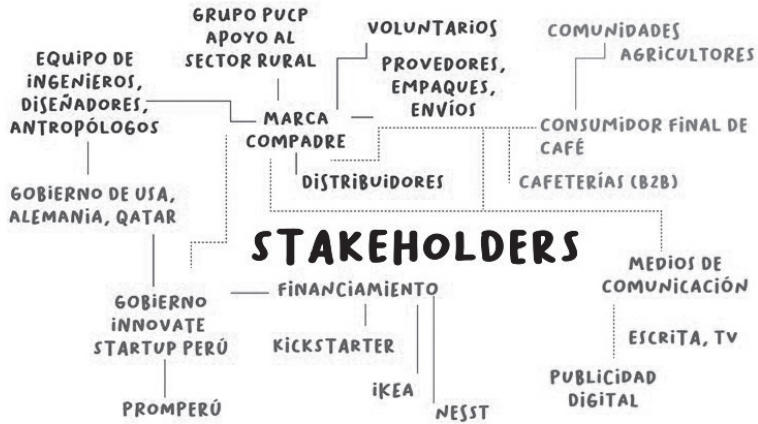 GRUPO PUCP
APOYO AL
SECTOR RURAL
VOLUNTARIOS
COMUNIDADES
AGRICULTORES
EQUIPO DE
INGENIEROS,
DISEÑADORES,
ANTROPÓLOGOS
PROVEDORES,
EMPAQUES,
ENVÍOS
MARCA
COMPADRE
CONSUMIDOR FINAL DE
CAFÉ
DISTRIBUIDORES
CAFETERÍAS (B2B)
GOBIERNO DE USA,
ALEMANIA, QATAR
STAKEHOLDERS
MEDIOS DE
COMUNICACIÓN
GOBIERNO
INNOVATE
STARTUP PERÚ
FINANCIAMIENTO
KICKSTARTER
ESCRITA, TV
IKEA
NESST
PUBLICIDAD
DIGITAL
PROMPERÚ